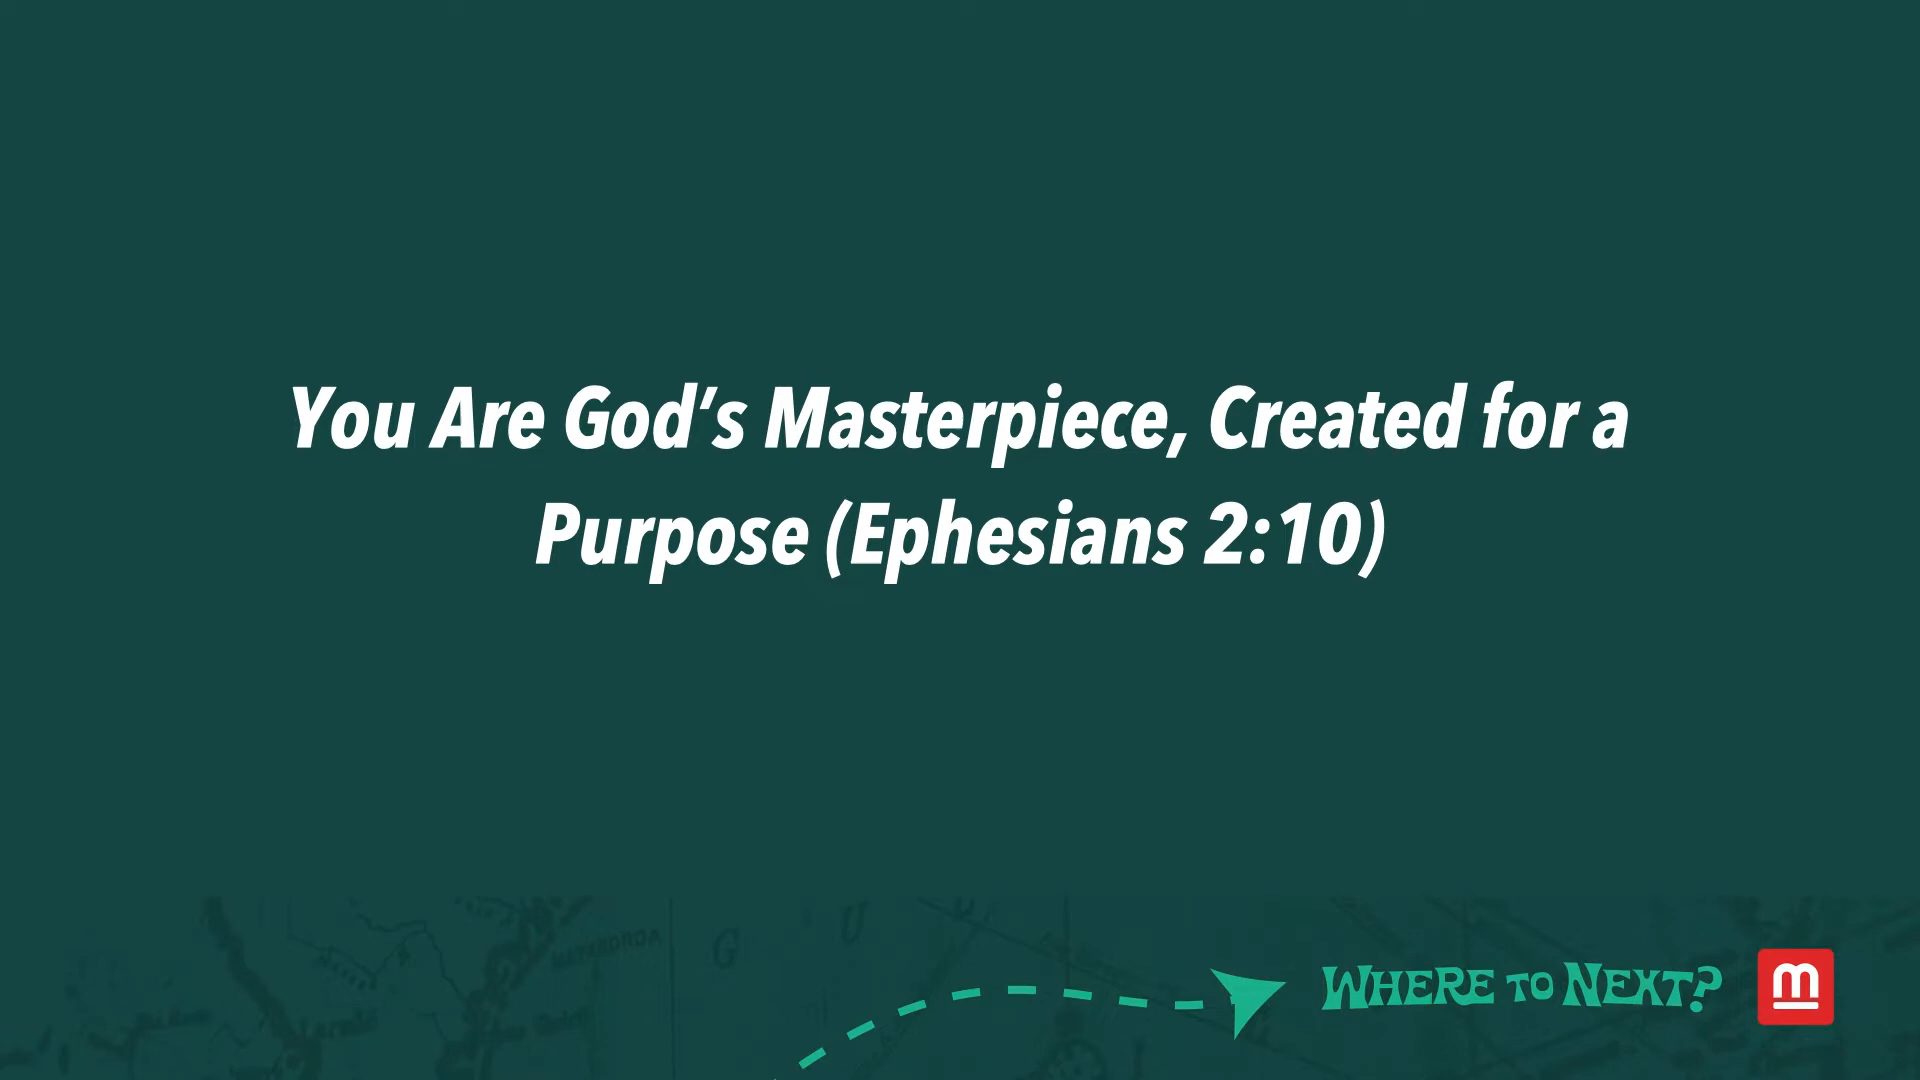 You Are God’s Masterpiece, Created for a
Purpose (Ephesians 2:10)
G U
WHERE TO NEXT?
m